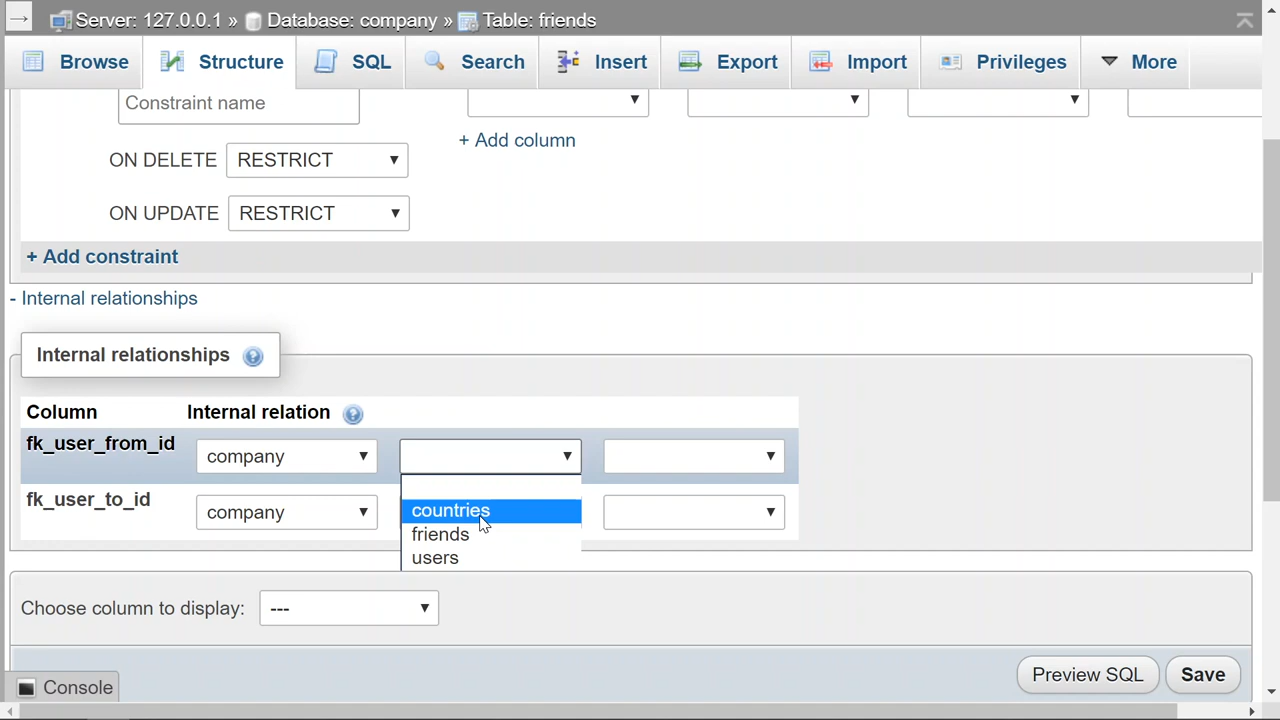 Server: 127.0.0.1 » Database: company » Table: friends
Browse Structure SQL Search Insert Export Import Privileges More
Constraint name
+ Add column
ON DELETE RESTRICT
ON UPDATE RESTRICT
+ Add constraint
- Internal relationships
Internal relationships
Column Internal relation
fk_user_from_id company
fk_user_to_id company
countries
friends
users
Choose column to display: ---
Preview SQL Save
Console